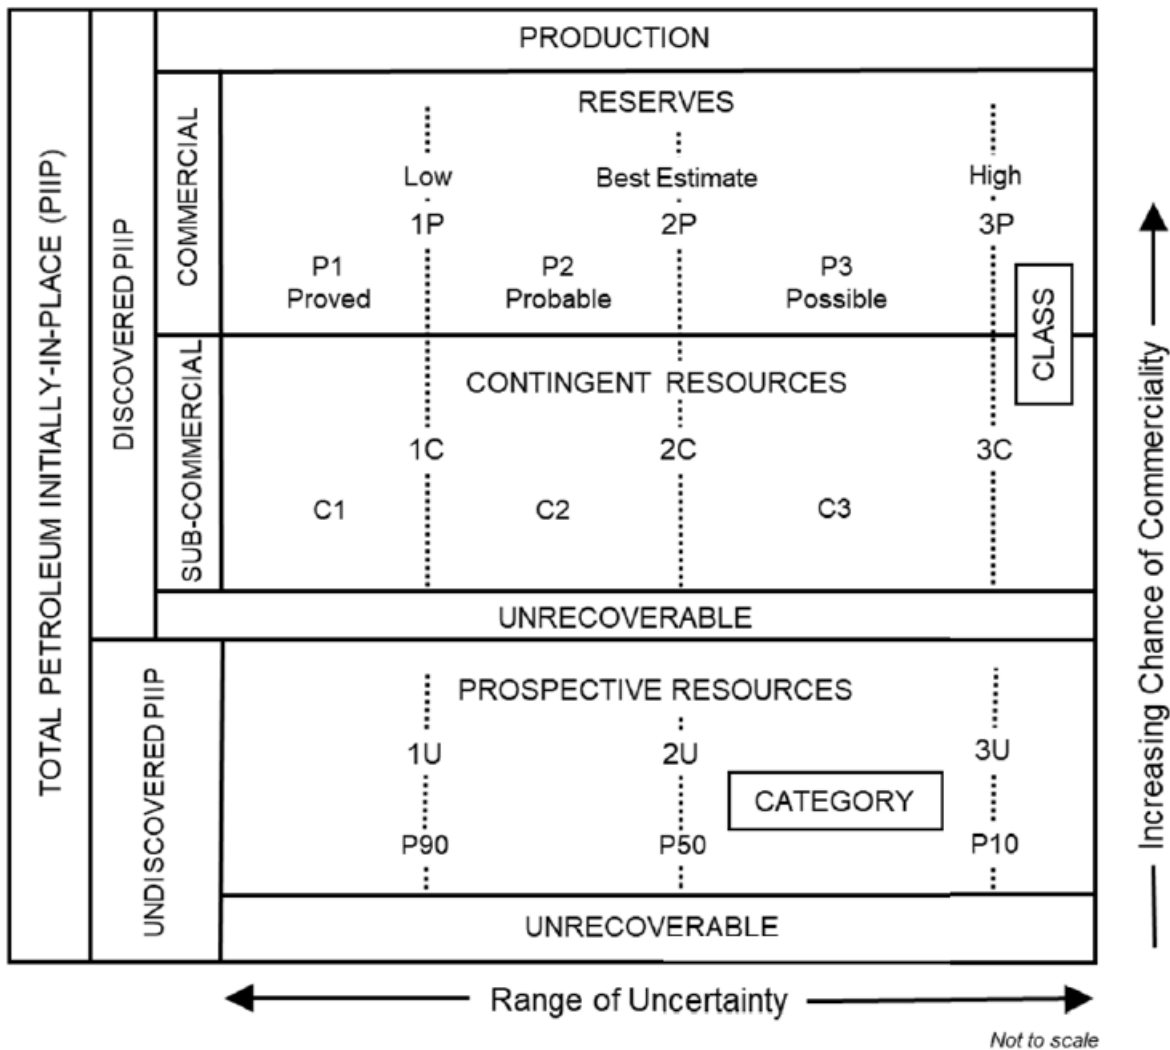 TOTAL PETROLEUM INITIALLY-IN-PLACE (PIIP)
DISCOVERED PIIP
PRODUCTION
COMMERCIAL
RESERVES
Low
Best Estimate
High
1P
2P
3P
P1
Proved
P2
Probable
P3
Possible
CLASS
SUB-COMMERCIAL
CONTINGENT RESOURCES
1C
2C
3C
C1
C2
C3
UNRECOVERABLE
UNDISCOVERED PIIP
PROSPECTIVE RESOURCES
1U
2U
3U
CATEGORY
P90
P50
P10
UNRECOVERABLE
Increasing Chance of Commerciality
Range of Uncertainty
Not to scale